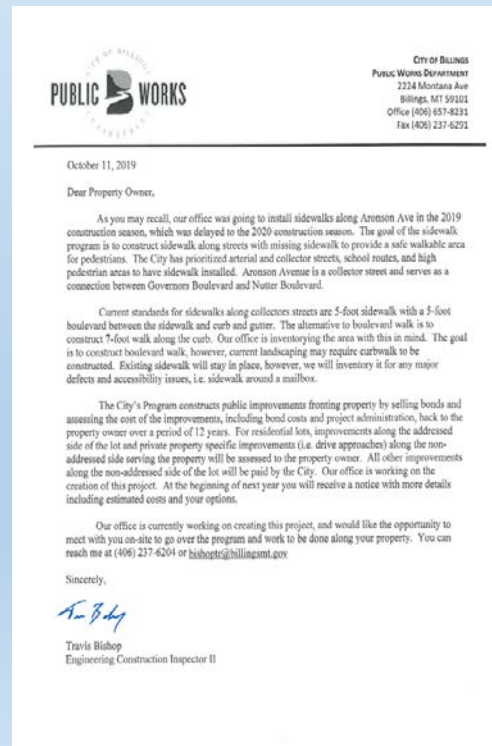 CITY OF BILLINGS
PUBLIC WORKS
CITY OF BILLINGS
PUBLIC WORKS DEPARTMENT
2224 Montana Ave
Billings, MT 59101
Office (406) 657-8231
Fax (406) 237-6291
October 11, 2019
Dear Property Owner,
As you may recall, our office was going to install sidewalks along Aronson Ave in the 2019
construction season, which was delayed to the 2020 construction season. The goal of the sidewalk
program is to construct sidewalk along streets with missing sidewalk to provide a safe walkable area
for pedestrians. The City has prioritized arterial and collector streets, school routes, and high
pedestrian areas to have sidewalk installed. Aronson Avenue is a collector street and serves as a
connection between Governors Boulevard and Nutter Boulevard.
Current standards for sidewalks along collectors streets are 5-foot sidewalk with a 5-foot
boulevard between the sidewalk and curb and gutter. The alternative to boulevard walk is to
construct 7-foot walk along the curb. Our office is inventorying the area with this in mind. The goal
is to construct boulevard walk, however, current landscaping may require curbwalk to be
constructed. Existing sidewalk will stay in place, however, we will inventory it for any major
defects and accessibility issues, i.e. sidewalk around a mailbox.
The City's Program constructs public improvements fronting property by selling bonds and
assessing the cost of the improvements, including bond costs and project administration, back to the
property owner over a period of 12 years. For residential lots, improvements along the addressed
side of the lot and private property specific improvements (i.e. drive approaches) along the non-
addressed side serving the property will be assessed to the property owner. All other improvements
along the non-addressed side of the lot will be paid by the City. Our office is working on the
creation of this project. At the beginning of next year you will receive a notice with more details
including estimated costs and your options.
Our office is currently working on creating this project, and would like the opportunity to
meet with you on-site to go over the program and work to be done along your property. You can
reach me at (406) 237-6204 or bishoptr@billingsmt.gov
Sincerely,
Travis Bishop
Engineering Construction Inspector II